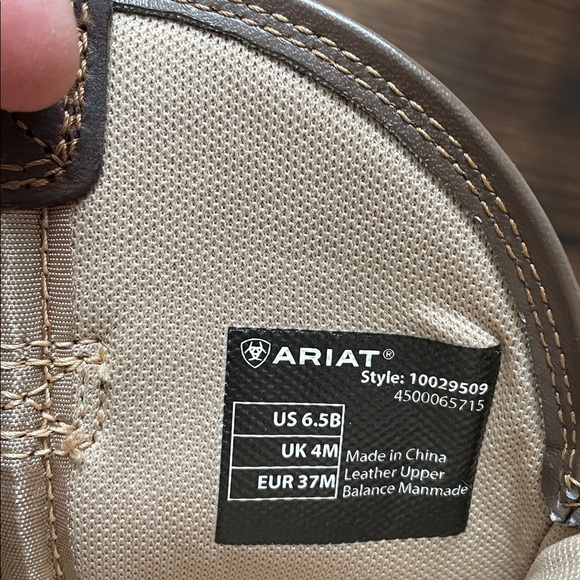 ARIAT®
Style: 10029509
4500065715
US 6.5B
UK 4M
EUR 37M
Made in China
Leather Upper
Balance Manmade